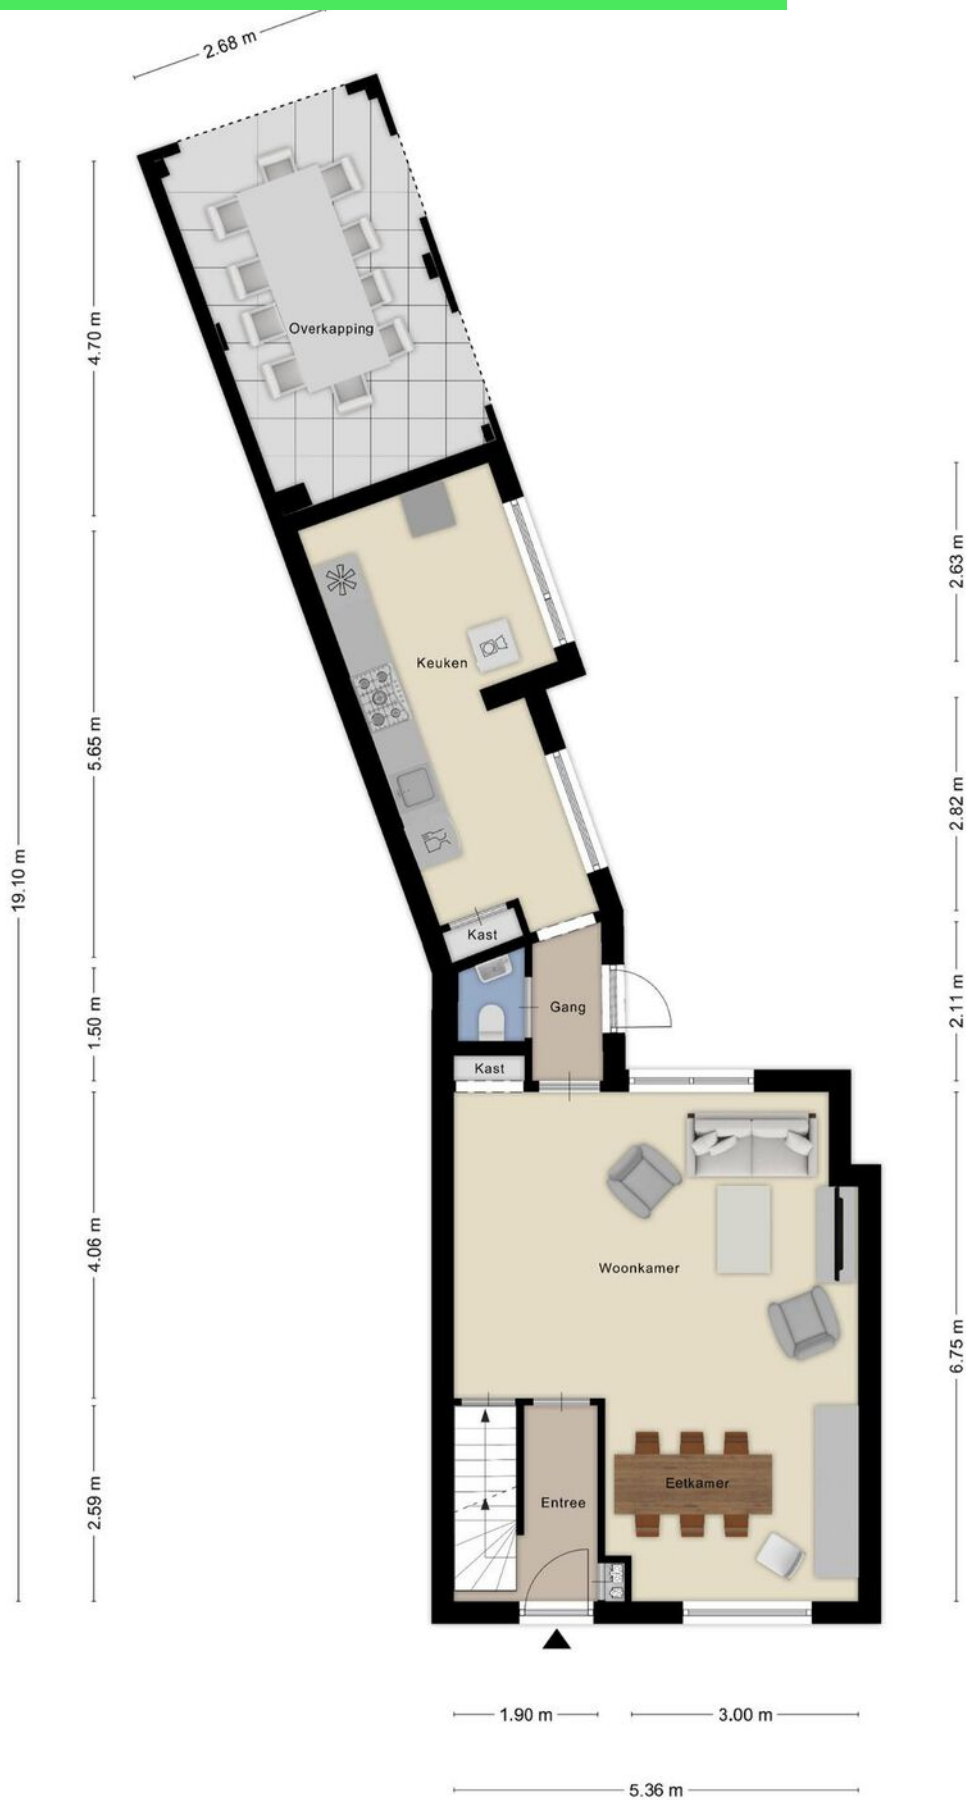 2.68 m
Overkapping
4.70 m
2.63 m
Keuken
5.65 m
2.82 m
19.10 m
Kast
Gang
1.50 m
2.11 m
Kast
Woonkamer
4.06 m
6.75 m
Eetkamer
Entree
2.59 m
1.90 m
3.00 m
5.36 m